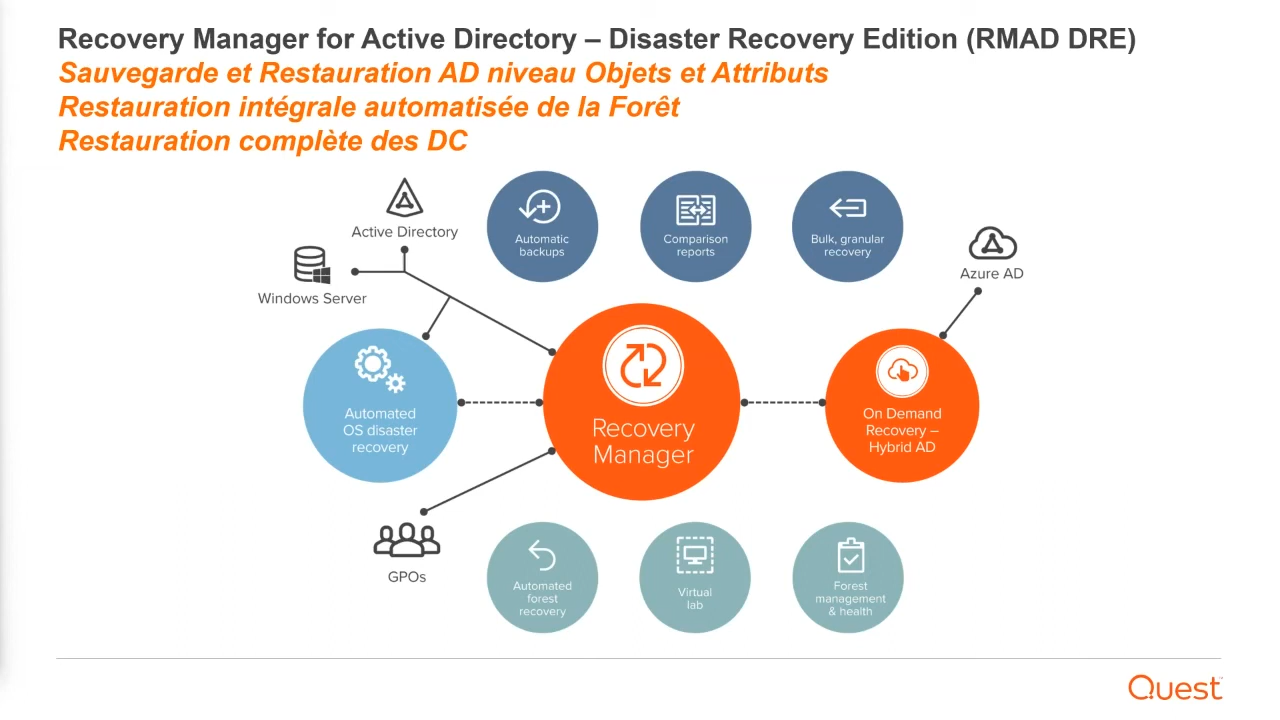 Recovery Manager for Active Directory – Disaster Recovery Edition (RMAD DRE)
Sauvegarde et Restauration AD niveau Objets et Attributs
Restauration intégrale automatisée de la Forêt
Restauration complète des DC
Active Directory
Windows Server
Automatic
backups
Comparison
reports
Bulk, granular
recovery
Azure AD
Automated
OS disaster
recovery
Recovery
Manager
On Demand
Recovery –
Hybrid AD
GPOs
Automated
forest
recovery
Virtual
lab
Forest
management
& health
Quest